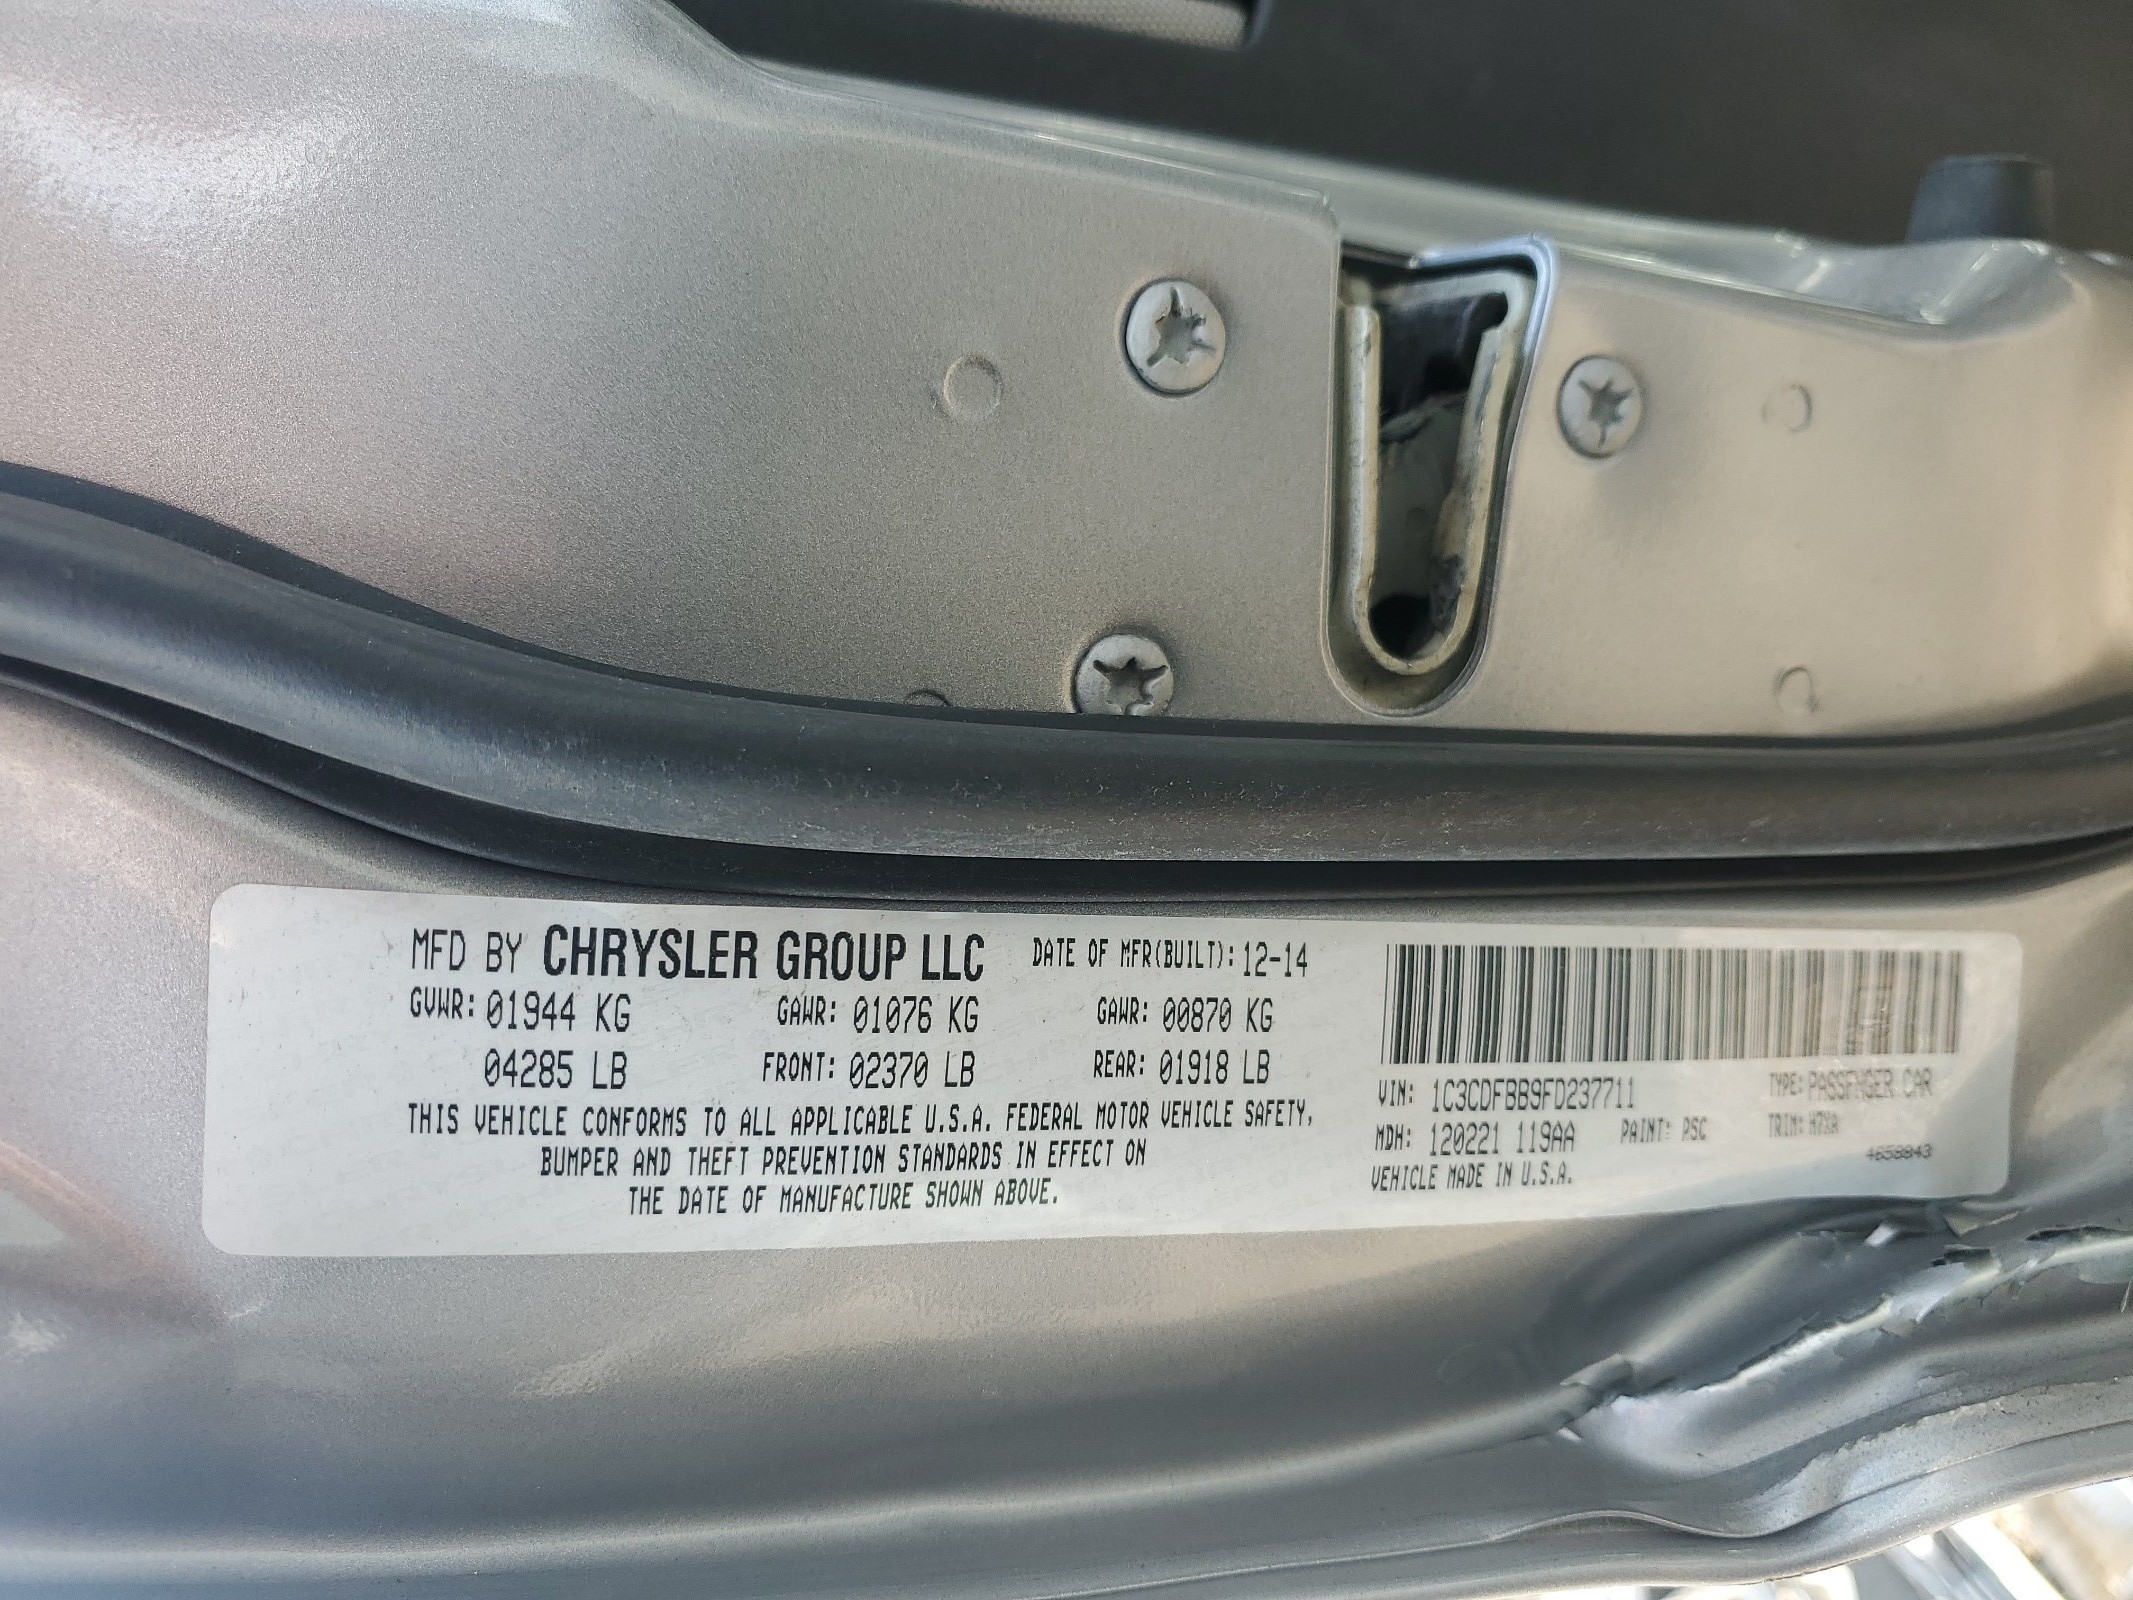 MFD BY CHRYSLER GROUP LLC DATE OF MFR(BUILT): 12-14
GVWR: 01944 KG GAWR: 01076 KG GAWR: 00870 KG
04285 LB FRONT: 02370 LB REAR: 01918 LB
THIS VEHICLE CONFORMS TO ALL APPLICABLE U.S.A. FEDERAL MOTOR VEHICLE SAFETY,
BUMPER AND THEFT PREVENTION STANDARDS IN EFFECT ON
THE DATE OF MANUFACTURE SHOWN ABOVE.
VIN: 1C3CDFBB9FD237711 TYPE: PASSENGER CAR
MDH: 120221 119AA PAINT: PSC TRIM:
VEHICLE MADE IN U.S.A.